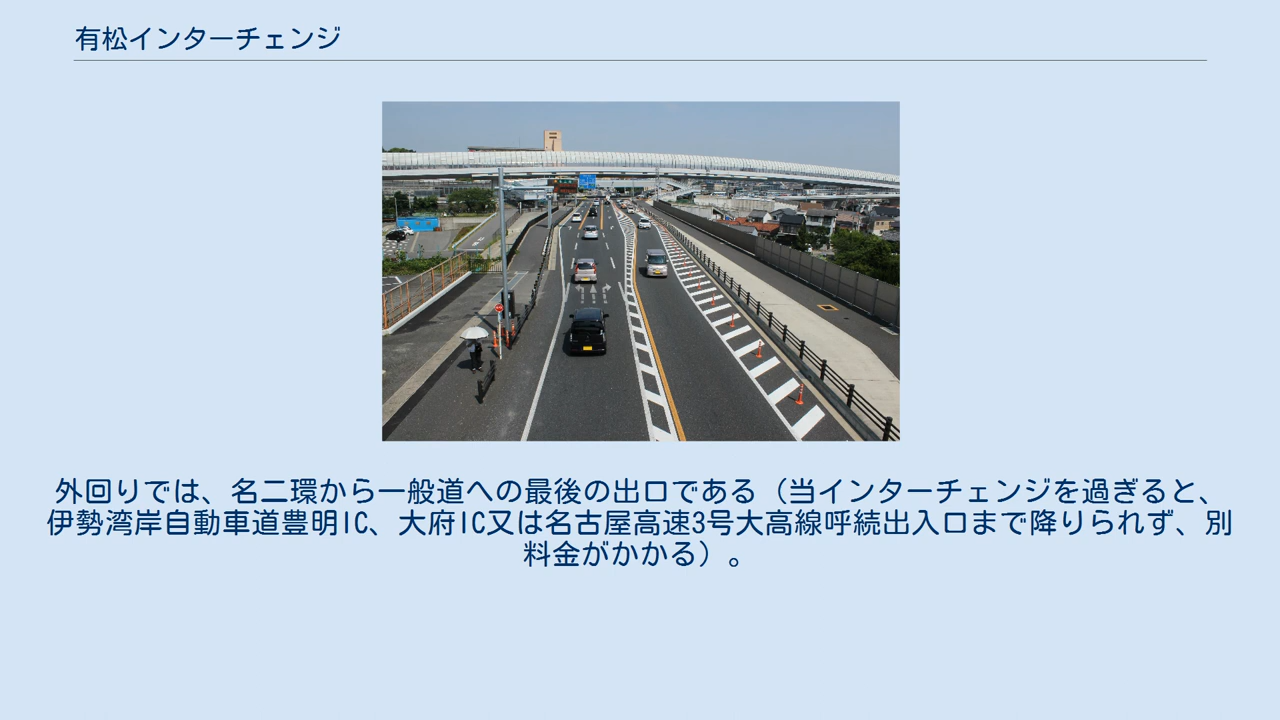 有松インターチェンジ
外回りでは、名二環から一般道への最後の出口である（当インターチェンジを過ぎると、
伊勢湾岸自動車道豊明IC、大府IC又は名古屋高速3号大高線呼続出入口まで降りられず、別
料金がかかる）。